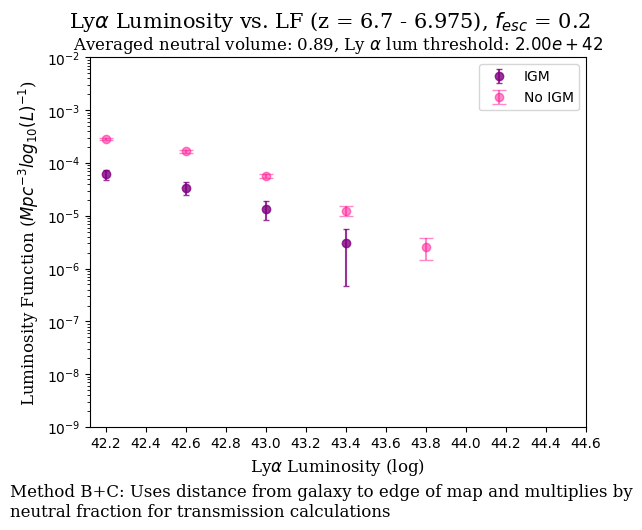 Lyα Luminosity vs. LF (z = 6.7 - 6.975), f_esc = 0.2
Averaged neutral volume: 0.89, Ly α lum threshold: 2.00e + 42
IGM
No IGM
Luminosity Function (Mpc⁻³log₁₀(L)⁻¹)
10⁻²
10⁻³
10⁻⁴
10⁻⁵
10⁻⁶
10⁻⁷
10⁻⁸
10⁻⁹
42.2 42.4 42.6 42.8 43.0 43.2 43.4 43.6 43.8 44.0 44.2 44.4 44.6
Lyα Luminosity (log)
Method B+C: Uses distance from galaxy to edge of map and multiplies by
neutral fraction for transmission calculations